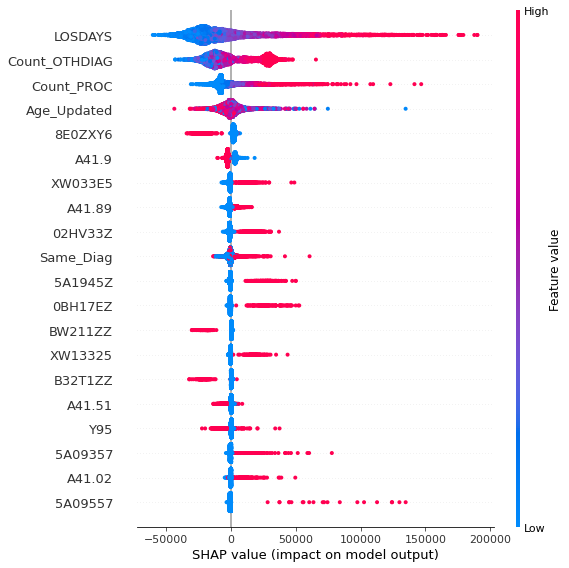 High
LOSDAYS
Count_OTHDIAG
Count_PROC
Age_Updated
8E0ZXY6
A41.9
XW033E5
A41.89
02HV33Z
Same_Diag
5A1945Z
0BH17EZ
BW211ZZ
XW13325
B32T1ZZ
A41.51
Y95
5A09357
A41.02
5A09557
Feature value
Low
−50000 0 50000 100000 150000 200000
SHAP value (impact on model output)